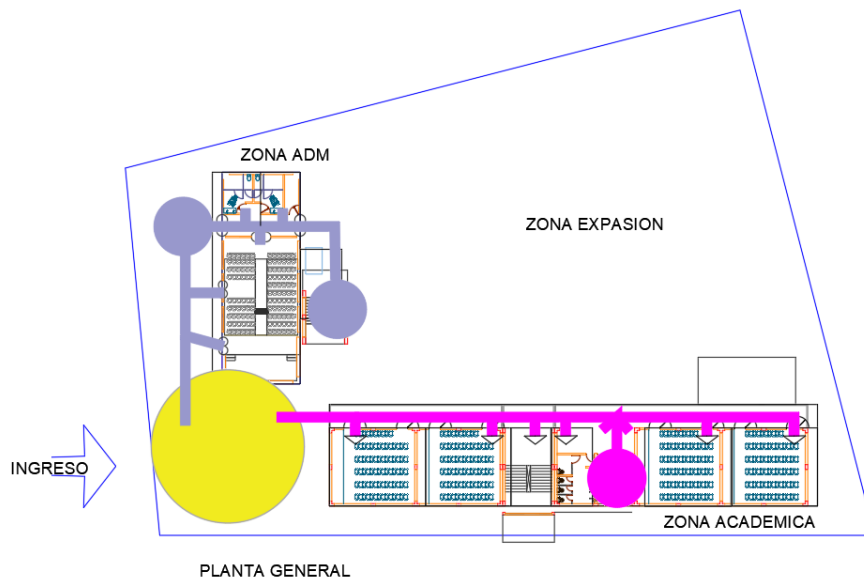 ZONA ADM
ZONA EXPASION
INGRESO
ZONA ACADEMICA
PLANTA GENERAL